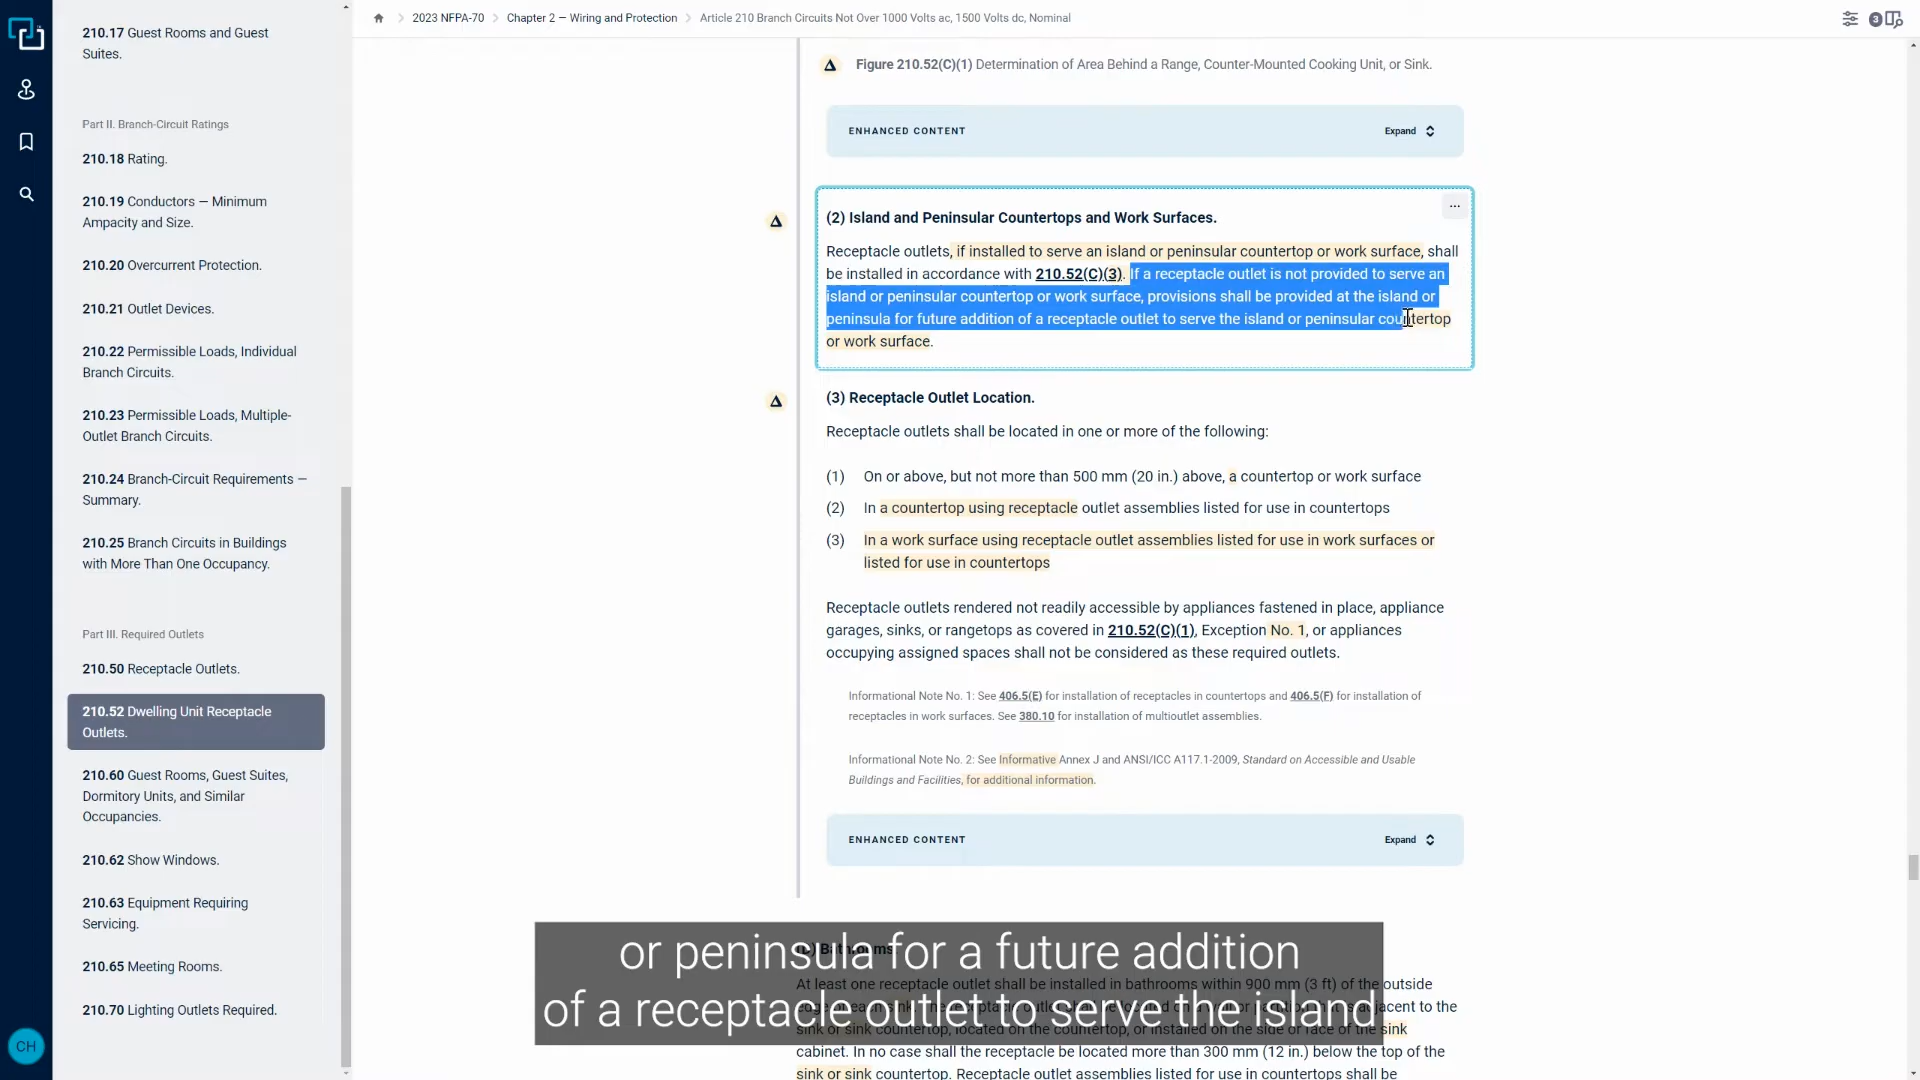 2023 NFPA-70
Chapter 2 — Wiring and Protection
Article 210 Branch Circuits Not Over 1000 Volts ac, 1500 Volts dc, Nominal
3
210.17 Guest Rooms and Guest
Suites.
Part II. Branch-Circuit Ratings
210.18 Rating.
210.19 Conductors — Minimum
Ampacity and Size.
210.20 Overcurrent Protection.
210.21 Outlet Devices.
210.22 Permissible Loads, Individual
Branch Circuits.
210.23 Permissible Loads, Multiple-
Outlet Branch Circuits.
210.24 Branch-Circuit Requirements —
Summary.
210.25 Branch Circuits in Buildings
with More Than One Occupancy.
Part III. Required Outlets
210.50 Receptacle Outlets.
210.52 Dwelling Unit Receptacle
Outlets.
210.60 Guest Rooms, Guest Suites,
Dormitory Units, and Similar
Occupancies.
210.62 Show Windows.
210.63 Equipment Requiring
Servicing.
210.65 Meeting Rooms.
210.70 Lighting Outlets Required.
CH
Figure 210.52(C)(1) Determination of Area Behind a Range, Counter-Mounted Cooking Unit, or Sink.
ENHANCED CONTENT
Expand
...
(2) Island and Peninsular Countertops and Work Surfaces.
Receptacle outlets, if installed to serve an island or peninsular countertop or work surface, shall
be installed in accordance with 210.52(C)(3). If a receptacle outlet is not provided to serve an
island or peninsular countertop or work surface, provisions shall be provided at the island or
peninsula for future addition of a receptacle outlet to serve the island or peninsular countertop
or work surface.
(3) Receptacle Outlet Location.
Receptacle outlets shall be located in one or more of the following:
(1) On or above, but not more than 500 mm (20 in.) above, a countertop or work surface
(2) In a countertop using receptacle outlet assemblies listed for use in countertops
(3) In a work surface using receptacle outlet assemblies listed for use in work surfaces or
listed for use in countertops
Receptacle outlets rendered not readily accessible by appliances fastened in place, appliance
garages, sinks, or rangetops as covered in 210.52(C)(1), Exception No. 1, or appliances
occupying assigned spaces shall not be considered as these required outlets.
Informational Note No. 1: See 406.5(E) for installation of receptacles in countertops and 406.5(F) for installation of
receptacles in work surfaces. See 380.10 for installation of multioutlet assemblies.
Informational Note No. 2: See Informative Annex J and ANSI/ICC A117.1-2009, Standard on Accessible and Usable
Buildings and Facilities, for additional information.
ENHANCED CONTENT
Expand
or peninsula for a future addition
of a receptacle outlet to serve the island
At least one receptacle outlet shall be installed in bathrooms within 900 mm (3 ft) of the outside
adjacent to the
sink or sink countertop, located on the countertop, or installed on the side or face of the sink
cabinet. In no case shall the receptacle be located more than 300 mm (12 in.) below the top of the
sink or sink countertop. Receptacle outlet assemblies listed for use in countertops shall be